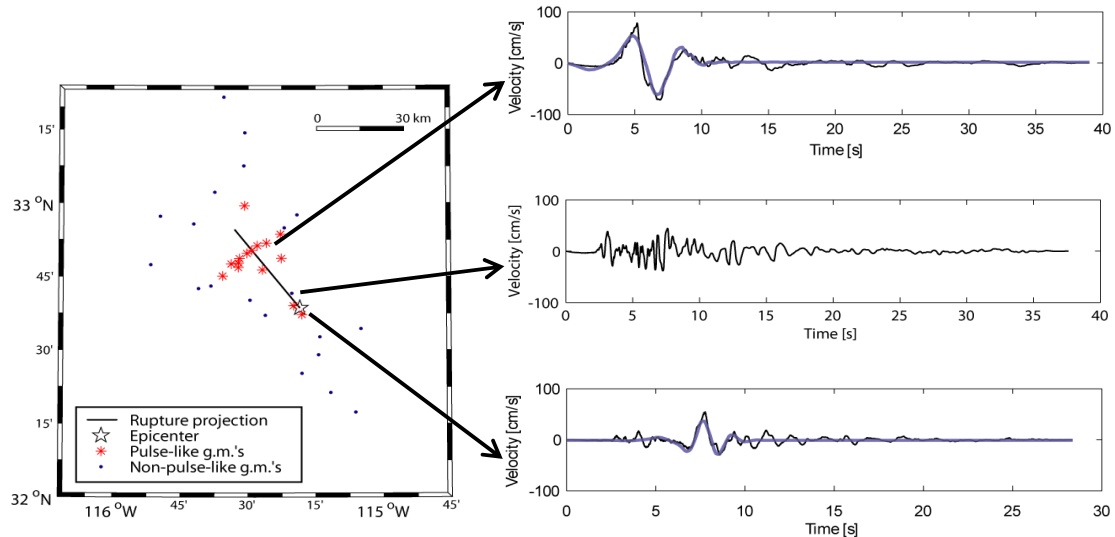 0 30 km
15'
33 °N
45'
30'
15'
32 °N
116 °W 45' 30' 15' 115 °W 45'
Rupture projection
Epicenter
Pulse-like g.m.'s
Non-pulse-like g.m.'s
100
0
-100
Velocity [cm/s]
0 5 10 15 20 25 30 35 40
Time [s]
100
0
-100
Velocity [cm/s]
0 5 10 15 20 25 30 35 40
Time [s]
100
0
-100
Velocity [cm/s]
0 5 10 15 20 25 30
Time [s]